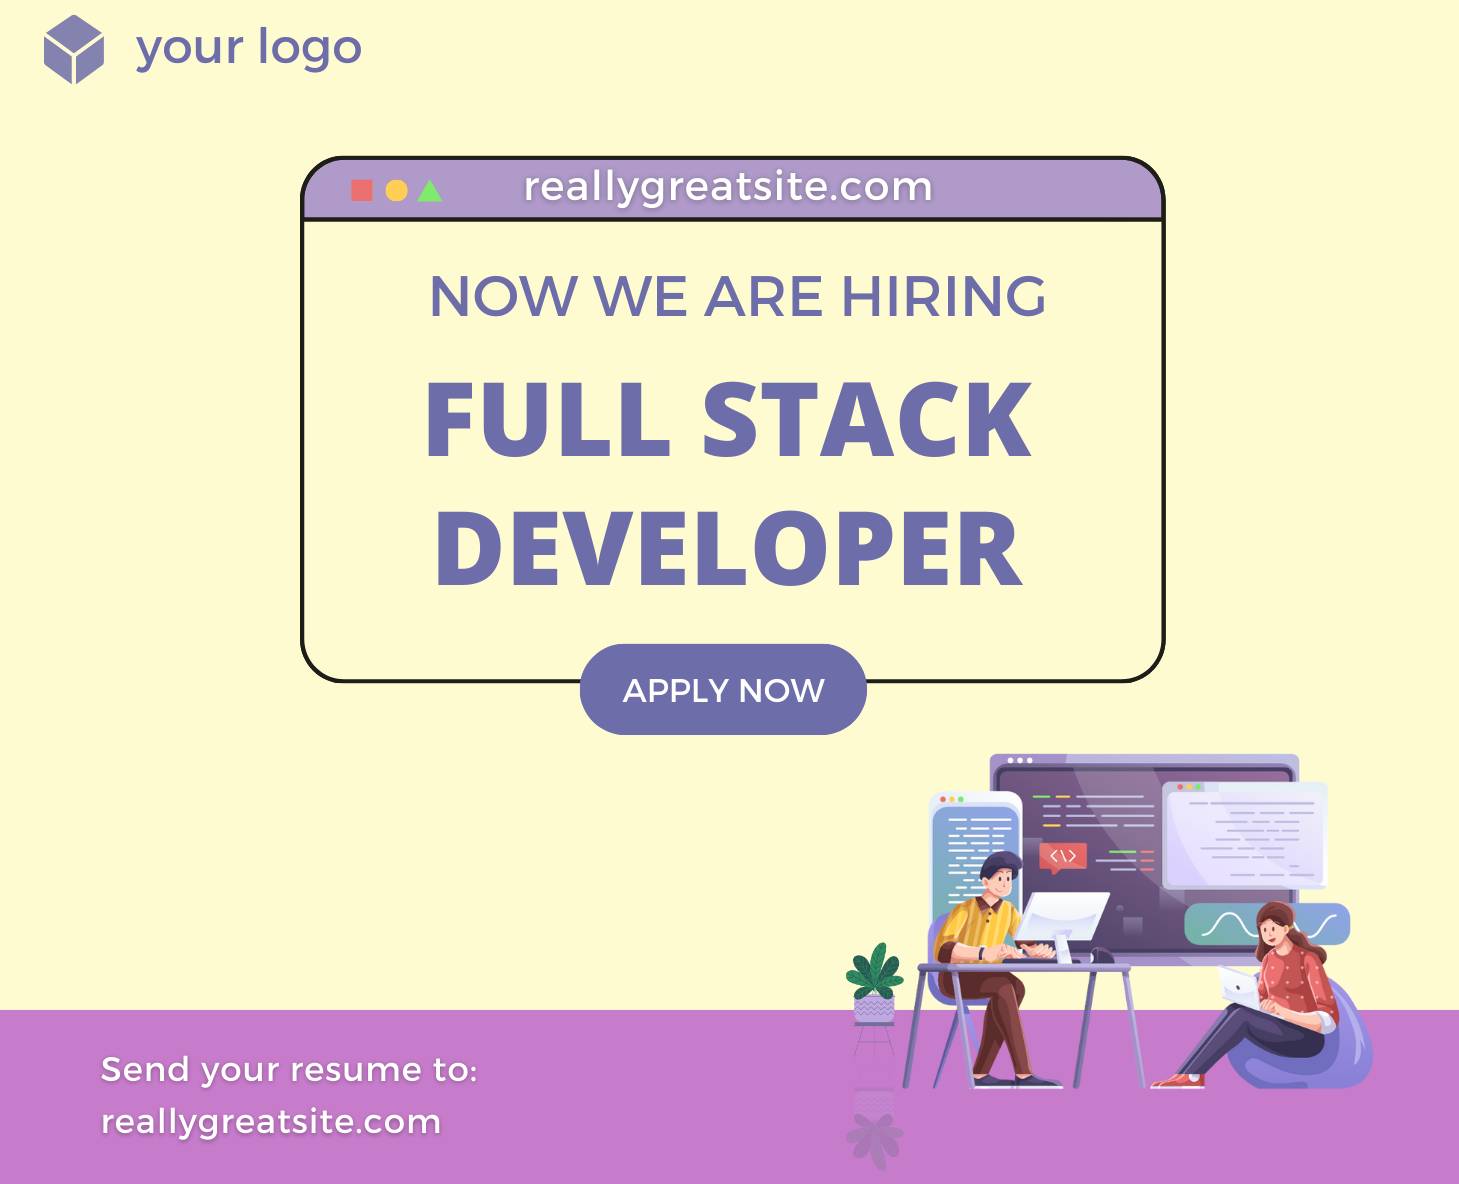 your logo
reallygreatsite.com
NOW WE ARE HIRING
FULL STACK
DEVELOPER
APPLY NOW
<\>
Send your resume to:
reallygreatsite.com